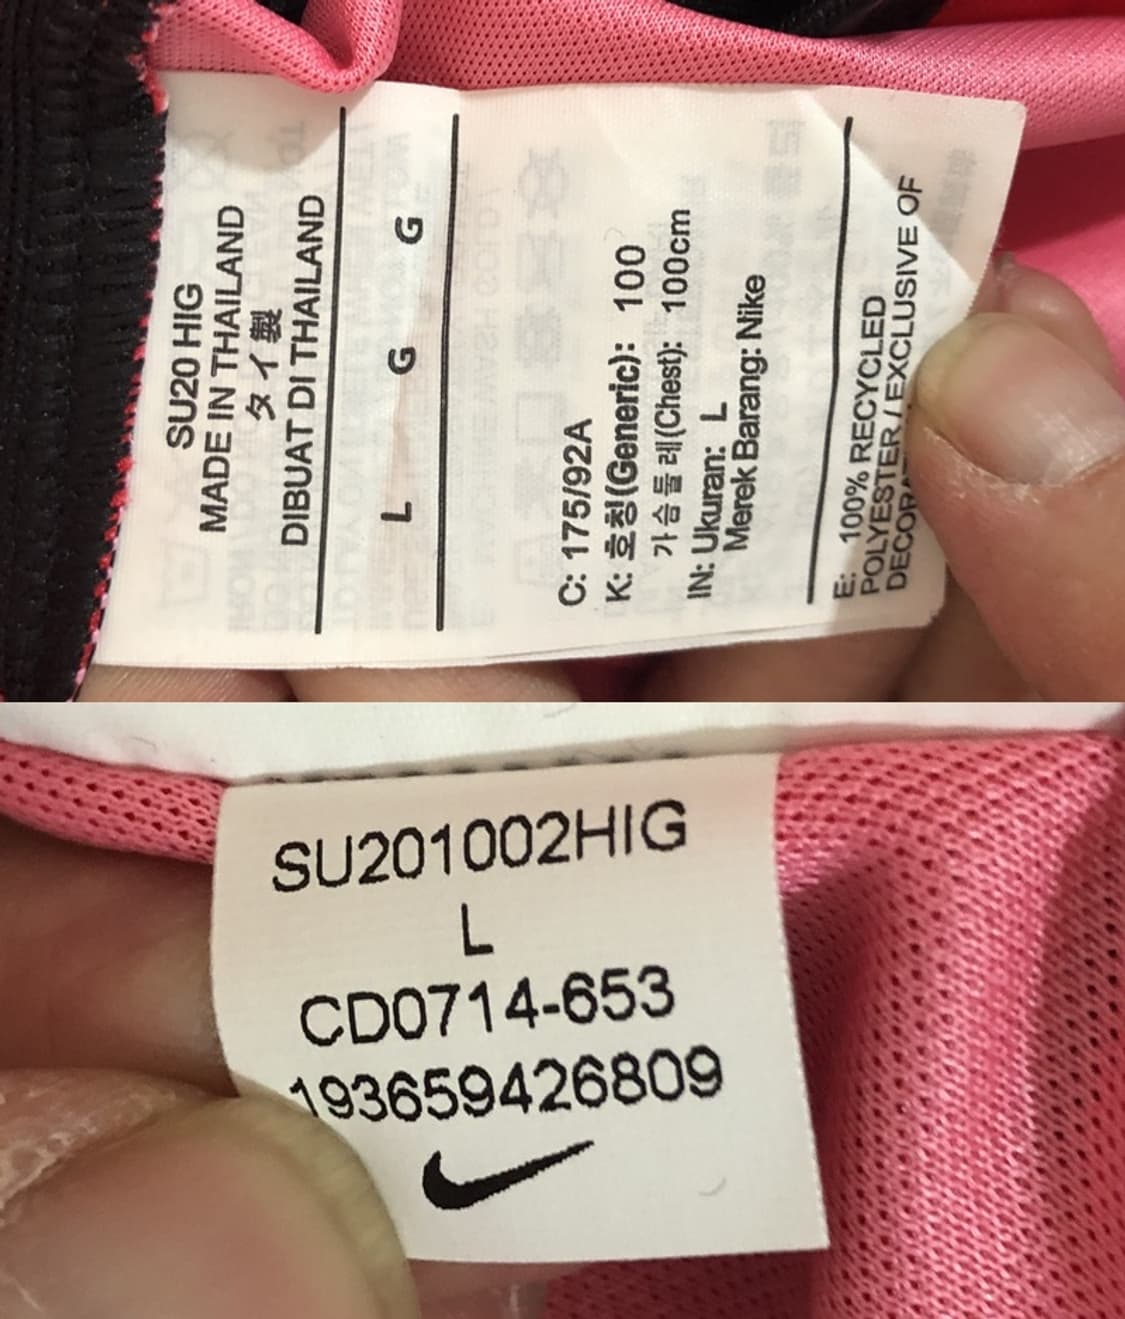 SU20 HIG
MADE IN THAILAND
タイ製
DIBUAT DI THAILAND
L G G
C: 175/92A
K: 호칭(Generic): 100
가슴둘레(Chest): 100cm
IN: Ukuran: L
Merek Barang: Nike
E: 100% RECYCLED
POLYESTER / EXCLUSIVE OF
SU201002HIG
L
CD0714-653
193659426809